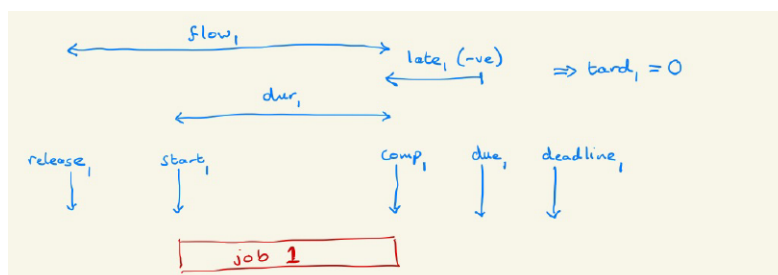 flow₁
late₁ (-ve)
⇒ tard₁ = 0
dur₁
release₁ start₁ comp₁ due₁ deadline₁
job 1